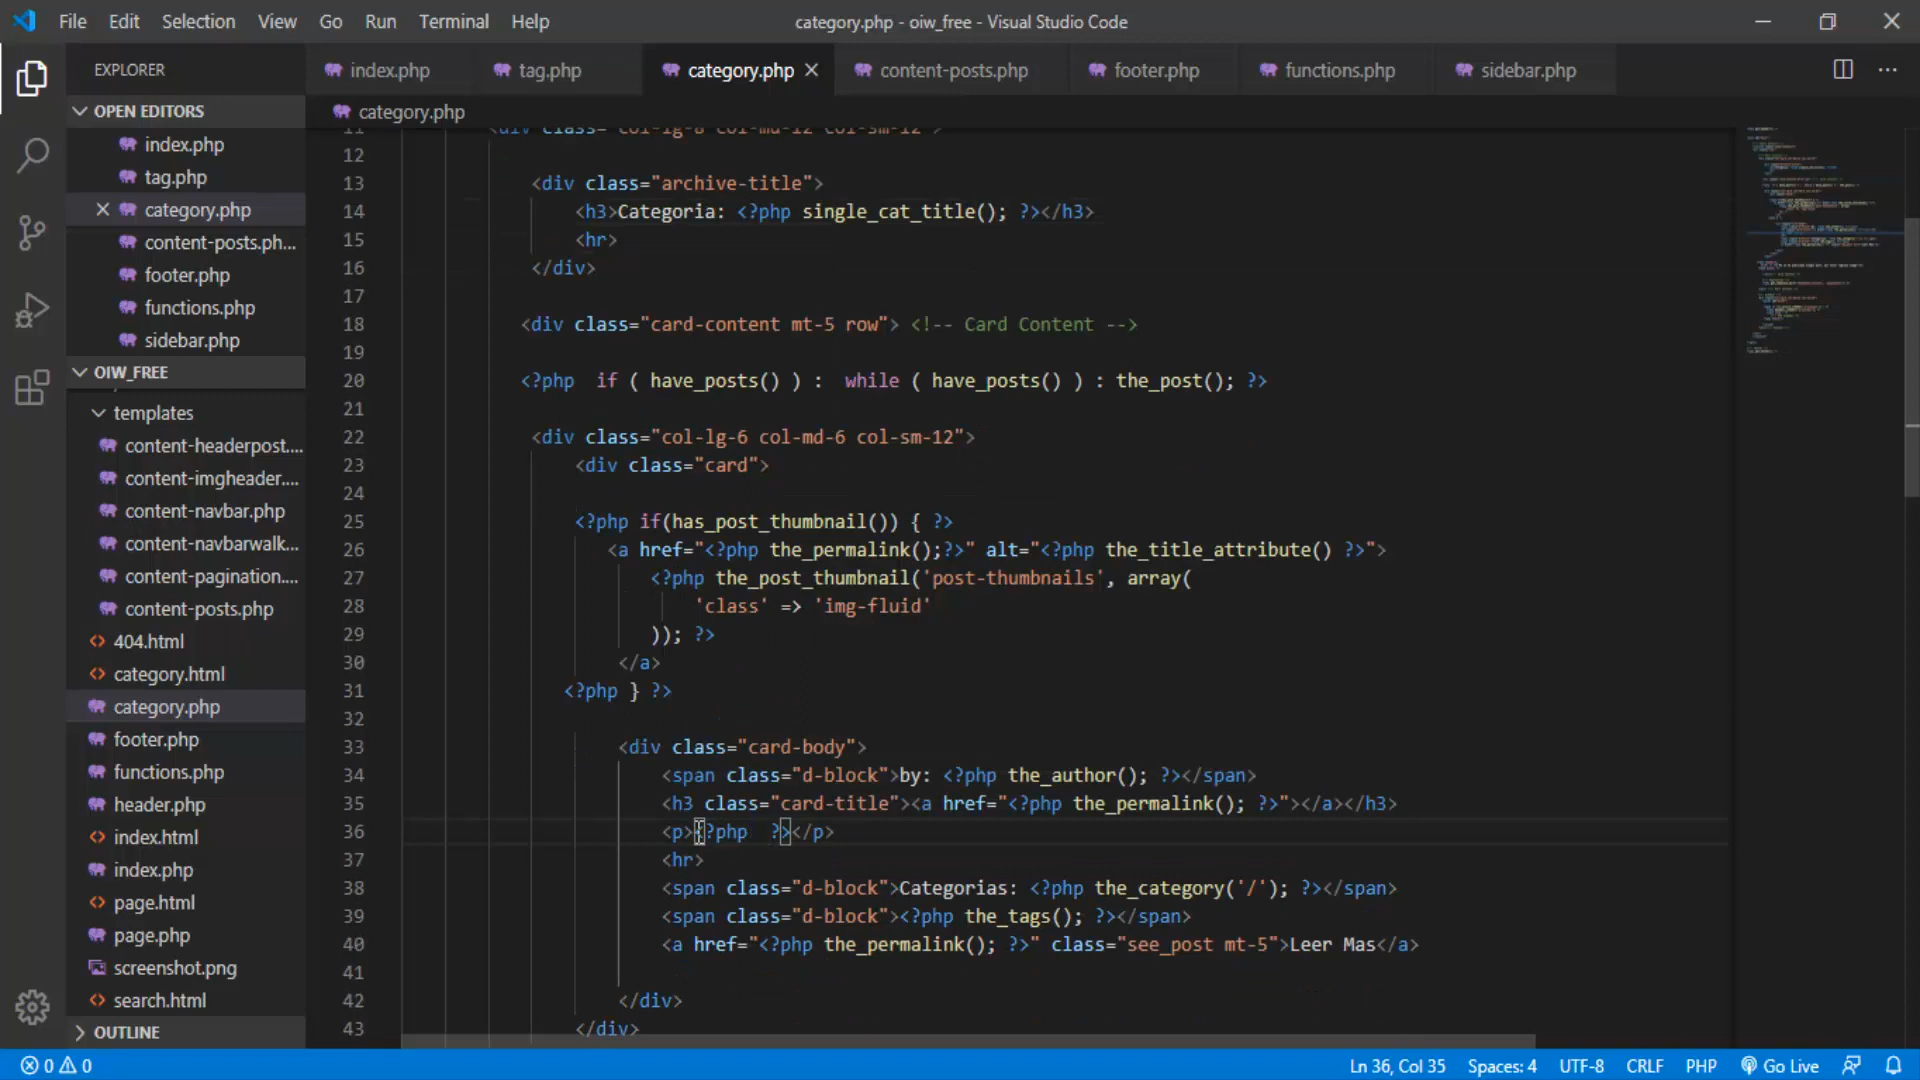 File Edit Selection View Go Run Terminal Help
category.php - oiw_free - Visual Studio Code
EXPLORER
index.php
tag.php
category.php
content-posts.php
footer.php
functions.php
sidebar.php
OPEN EDITORS
index.php
tag.php
category.php
content-posts.ph...
footer.php
functions.php
sidebar.php
OIW_FREE
templates
content-headerpost....
content-imgheader....
content-navbar.php
content-navbarwalk...
content-pagination....
content-posts.php
404.html
category.html
category.php
footer.php
functions.php
header.php
index.html
index.php
page.html
page.php
screenshot.png
search.html
OUTLINE
category.php
11 <div class="col-lg-8 col-md-12 col-sm-12">
12
13 <div class="archive-title">
14 <h3>Categoria: <?php single_cat_title(); ?></h3>
15 <hr>
16 </div>
17
18 <div class="card-content mt-5 row"> <!-- Card Content -->
19
20 <?php if ( have_posts() ) : while ( have_posts() ) : the_post(); ?>
21
22 <div class="col-lg-6 col-md-6 col-sm-12">
23 <div class="card">
24
25 <?php if(has_post_thumbnail()) { ?>
26 <a href="<?php the_permalink();?>" alt="<?php the_title_attribute() ?>">
27 <?php the_post_thumbnail('post-thumbnails', array(
28 'class' => 'img-fluid'
29 )); ?>
30 </a>
31 <?php } ?>
32
33 <div class="card-body">
34 <span class="d-block">by: <?php the_author(); ?></span>
35 <h3 class="card-title"><a href="<?php the_permalink(); ?>"></a></h3>
36 <p><?php  ?></p>
37 <hr>
38 <span class="d-block">Categorias: <?php the_category('/'); ?></span>
39 <span class="d-block"><?php the_tags(); ?></span>
40 <a href="<?php the_permalink(); ?>" class="see_post mt-5">Leer Mas</a>
41
42 </div>
43 </div>
0 0
Ln 36, Col 35 Spaces: 4 UTF-8 CRLF PHP Go Live